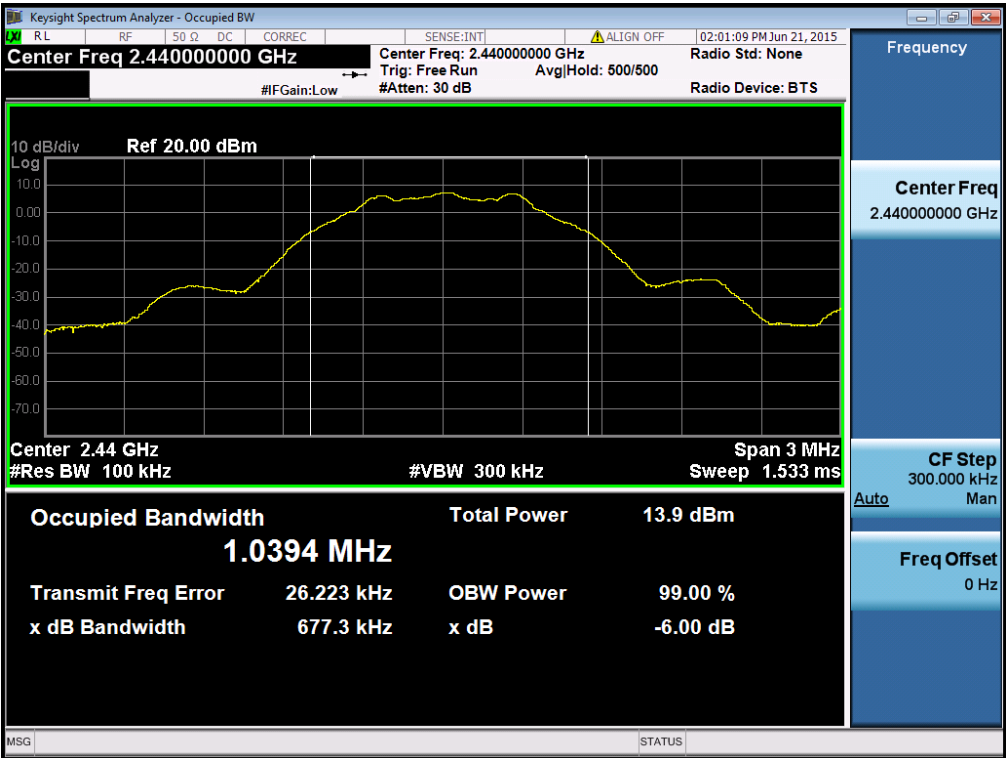 Keysight Spectrum Analyzer - Occupied BW
LXI RL RF 50 Ω DC CORREC SENSE:INT ALIGN OFF 02:01:09 PM Jun 21, 2015
Center Freq 2.440000000 GHz
Center Freq: 2.440000000 GHz Radio Std: None
Trig: Free Run Avg|Hold: 500/500
#IFGain:Low #Atten: 30 dB Radio Device: BTS
10 dB/div Ref 20.00 dBm
Log
10.0
0.00
-10.0
-20.0
-30.0
-40.0
-50.0
-60.0
-70.0
Center 2.44 GHz Span 3 MHz
#Res BW 100 kHz #VBW 300 kHz Sweep 1.533 ms
Occupied Bandwidth Total Power 13.9 dBm
1.0394 MHz
Transmit Freq Error 26.223 kHz OBW Power 99.00 %
x dB Bandwidth 677.3 kHz x dB -6.00 dB
MSG STATUS
Frequency
Center Freq
2.440000000 GHz
CF Step
300.000 kHz
Auto Man
Freq Offset
0 Hz